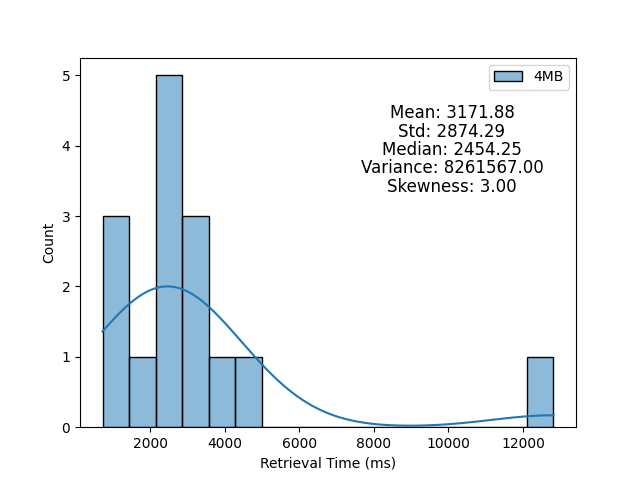 4MB
Mean: 3171.88
Std: 2874.29
Median: 2454.25
Variance: 8261567.00
Skewness: 3.00
5
4
3
2
1
0
Count
2000 4000 6000 8000 10000 12000
Retrieval Time (ms)